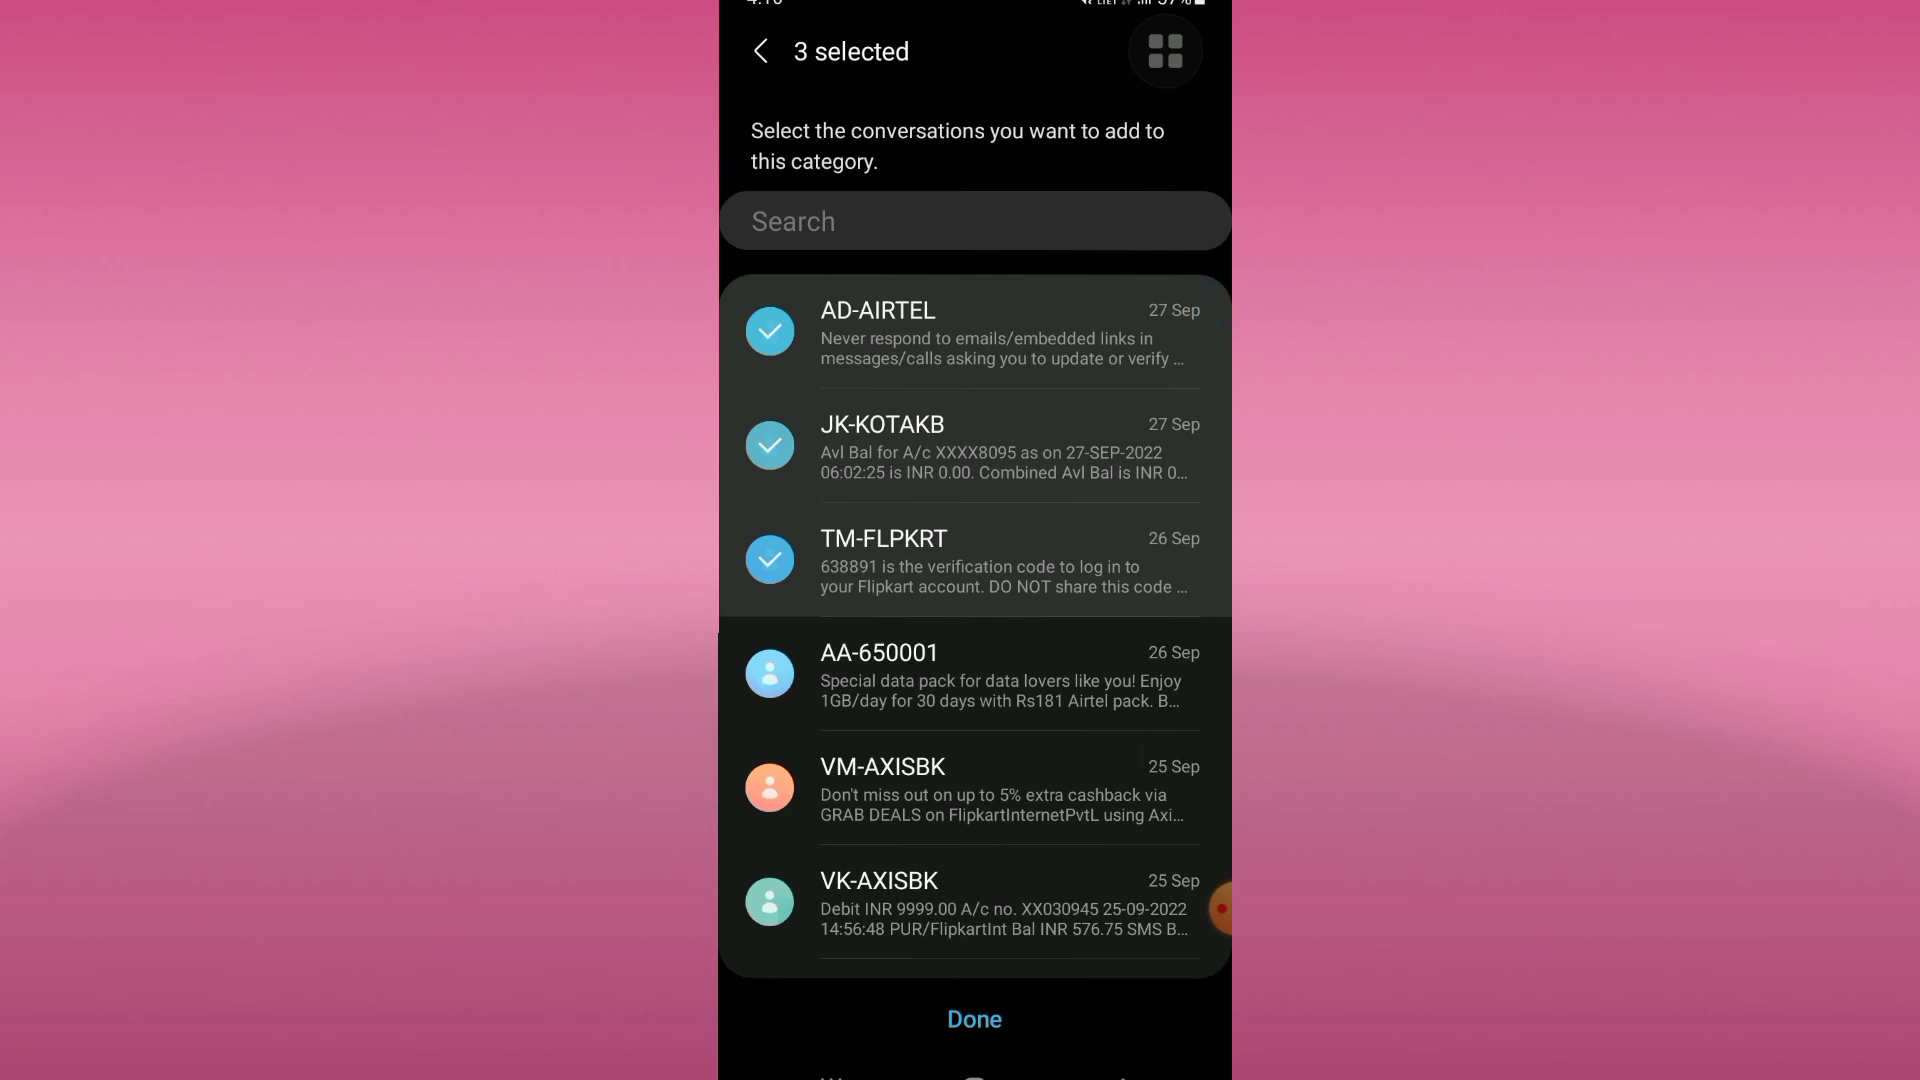 3 selected
Select the conversations you want to add to
this category.
Search
AD-AIRTEL
27 Sep
Never respond to emails/embedded links in
messages/calls asking you to update or verify ...
JK-KOTAKB
27 Sep
Avl Bal for A/c XXXX8095 as on 27-SEP-2022
06:02:25 is INR 0.00. Combined Avl Bal is INR 0...
TM-FLPKRT
26 Sep
638891 is the verification code to log in to
your Flipkart account. DO NOT share this code ...
AA-650001
26 Sep
Special data pack for data lovers like you! Enjoy
1GB/day for 30 days with Rs181 Airtel pack. B...
VM-AXISBK
25 Sep
Don't miss out on up to 5% extra cashback via
GRAB DEALS on FlipkartInternetPvtL using Axi...
VK-AXISBK
25 Sep
Debit INR 9999.00 A/c no. XX030945 25-09-2022
14:56:48 PUR/FlipkartInt Bal INR 576.75 SMS B...
Done